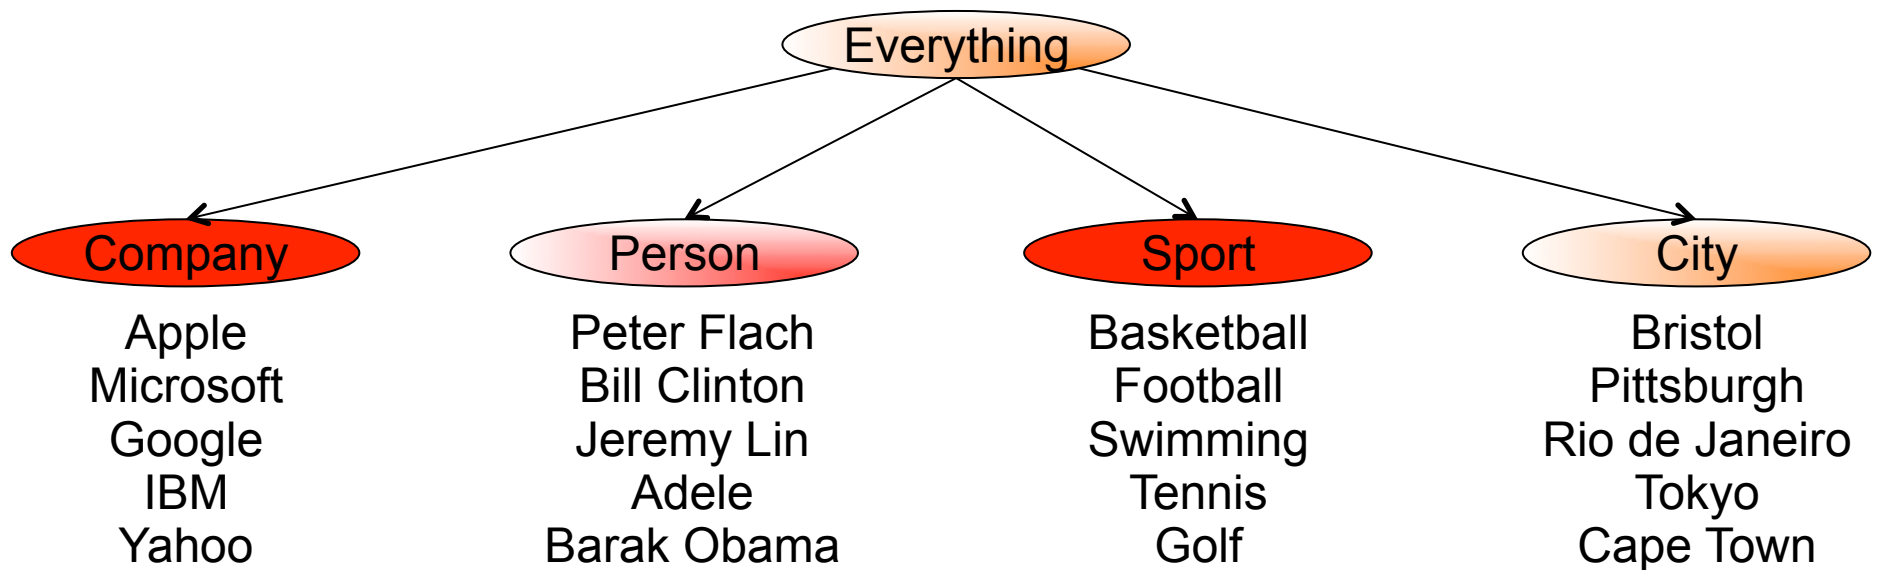 Everything
Company
Person
Sport
City
Apple
Microsoft
Google
IBM
Yahoo
Peter Flach
Bill Clinton
Jeremy Lin
Adele
Barak Obama
Basketball
Football
Swimming
Tennis
Golf
Bristol
Pittsburgh
Rio de Janeiro
Tokyo
Cape Town